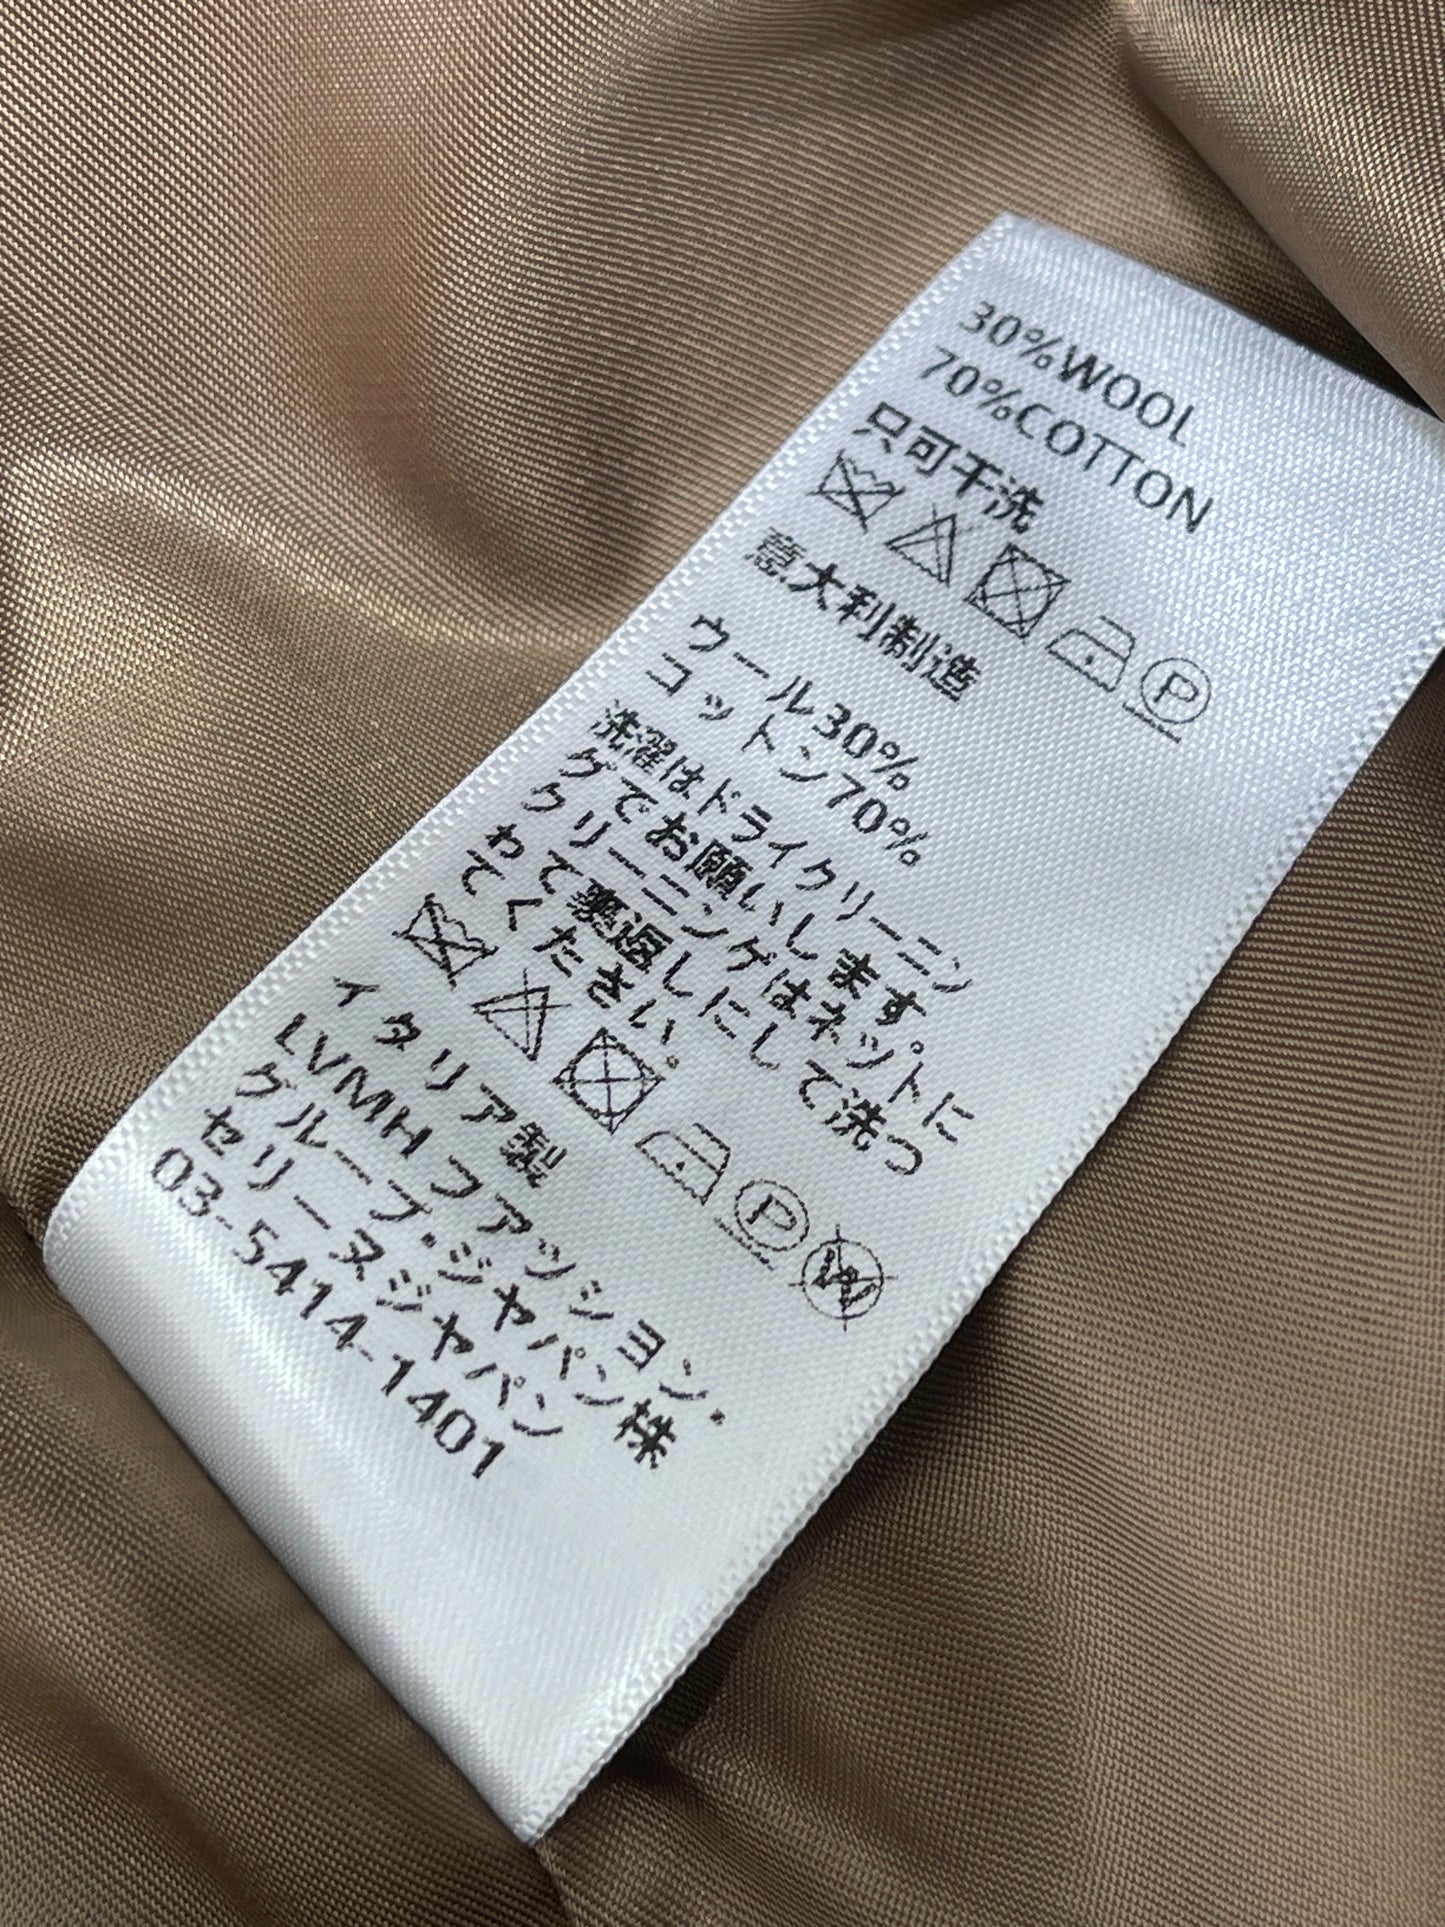 30%WOOL
70%COTTON
只可干洗
P
意大利制造
ウール30%
コットン70%
洗濯はドライクリーニン
グでお願いします。
クリーニングはネットに
わて裏返しにして洗つ
てください。
P W
イタリア製
LVMH ファッション・
グループ・ジャパン株
セリーヌジャパン
03-5414-1401